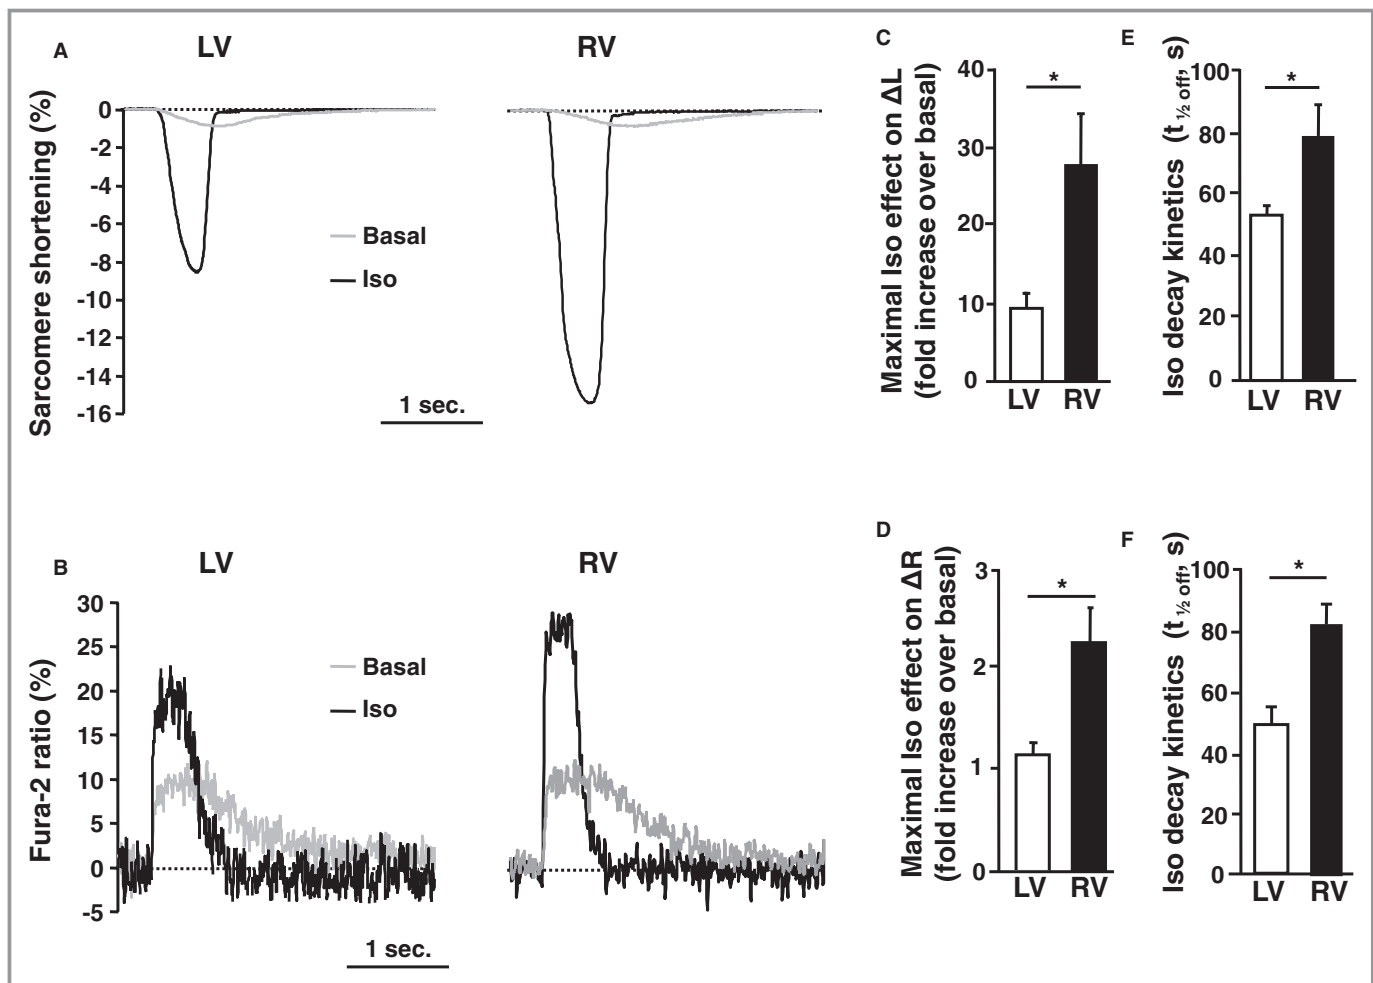 A
LV
RV
Sarcomere shortening (%)
0
-2
-4
-6
-8
-10
-12
-14
-16
Basal
Iso
1 sec.
B
LV
RV
Fura-2 ratio (%)
30
25
20
15
10
5
0
-5
Basal
Iso
1 sec.
C
Maximal Iso effect on ΔL
(fold increase over basal)
40
30
20
10
0
*
LV RV
E
Iso decay kinetics (t ½ off, s)
100
80
60
40
20
0
*
LV RV
D
Maximal Iso effect on ΔR
(fold increase over basal)
3
2
1
0
*
LV RV
F
Iso decay kinetics (t ½ off, s)
100
80
60
40
20
0
*
LV RV